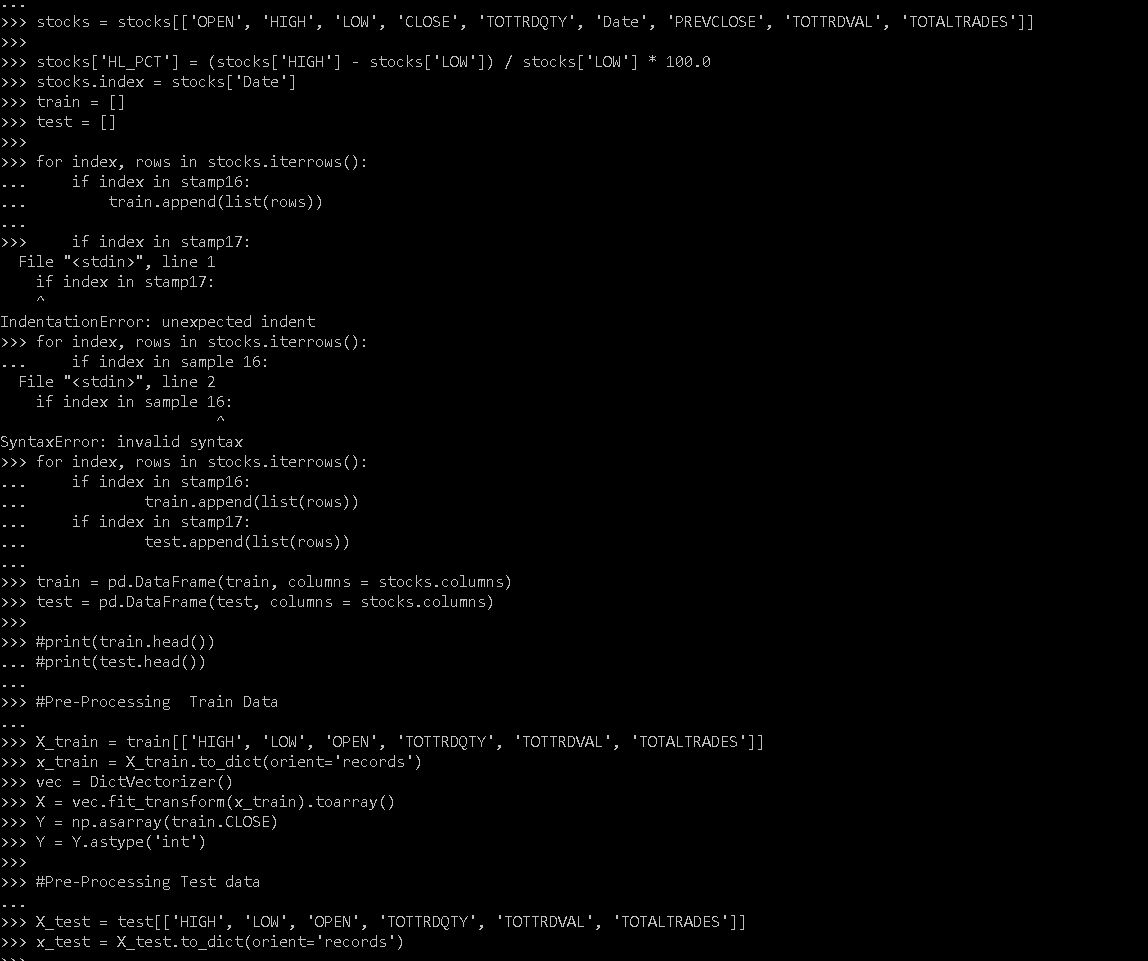 ...
>>> stocks = stocks[['OPEN', 'HIGH', 'LOW', 'CLOSE', 'TOTTRDQTY', 'Date', 'PREVCLOSE', 'TOTTRDVAL', 'TOTALTRADES']]
>>>
>>> stocks['HL_PCT'] = (stocks['HIGH'] - stocks['LOW']) / stocks['LOW'] * 100.0
>>> stocks.index = stocks['Date']
>>> train = []
>>> test = []
>>>
>>> for index, rows in stocks.iterrows():
...     if index in stamp16:
...         train.append(list(rows))
...
>>>     if index in stamp17:
  File "<stdin>", line 1
    if index in stamp17:
    ^
IndentationError: unexpected indent
>>> for index, rows in stocks.iterrows():
...     if index in sample 16:
  File "<stdin>", line 2
    if index in sample 16:
                        ^
SyntaxError: invalid syntax
>>> for index, rows in stocks.iterrows():
...     if index in stamp16:
...             train.append(list(rows))
...     if index in stamp17:
...             test.append(list(rows))
...
>>> train = pd.DataFrame(train, columns = stocks.columns)
>>> test = pd.DataFrame(test, columns = stocks.columns)
>>>
>>> #print(train.head())
... #print(test.head())
...
>>> #Pre-Processing  Train Data
...
>>> X_train = train[['HIGH', 'LOW', 'OPEN', 'TOTTRDQTY', 'TOTTRDVAL', 'TOTALTRADES']]
>>> x_train = X_train.to_dict(orient='records')
>>> vec = DictVectorizer()
>>> X = vec.fit_transform(x_train).toarray()
>>> Y = np.asarray(train.CLOSE)
>>> Y = Y.astype('int')
>>>
>>> #Pre-Processing Test data
...
>>> X_test = test[['HIGH', 'LOW', 'OPEN', 'TOTTRDQTY', 'TOTTRDVAL', 'TOTALTRADES']]
>>> x_test = X_test.to_dict(orient='records')
>>>